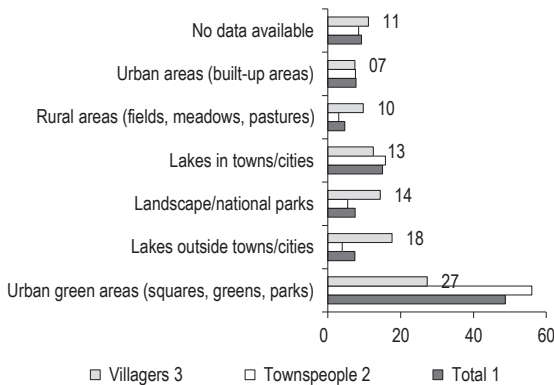 No data available 11
Urban areas (built-up areas) 07
Rural areas (fields, meadows, pastures) 10
Lakes in towns/cities 13
Landscape/national parks 14
Lakes outside towns/cities 18
Urban green areas (squares, greens, parks) 27
0 20 40 60
Villagers 3 Townspeople 2 Total 1